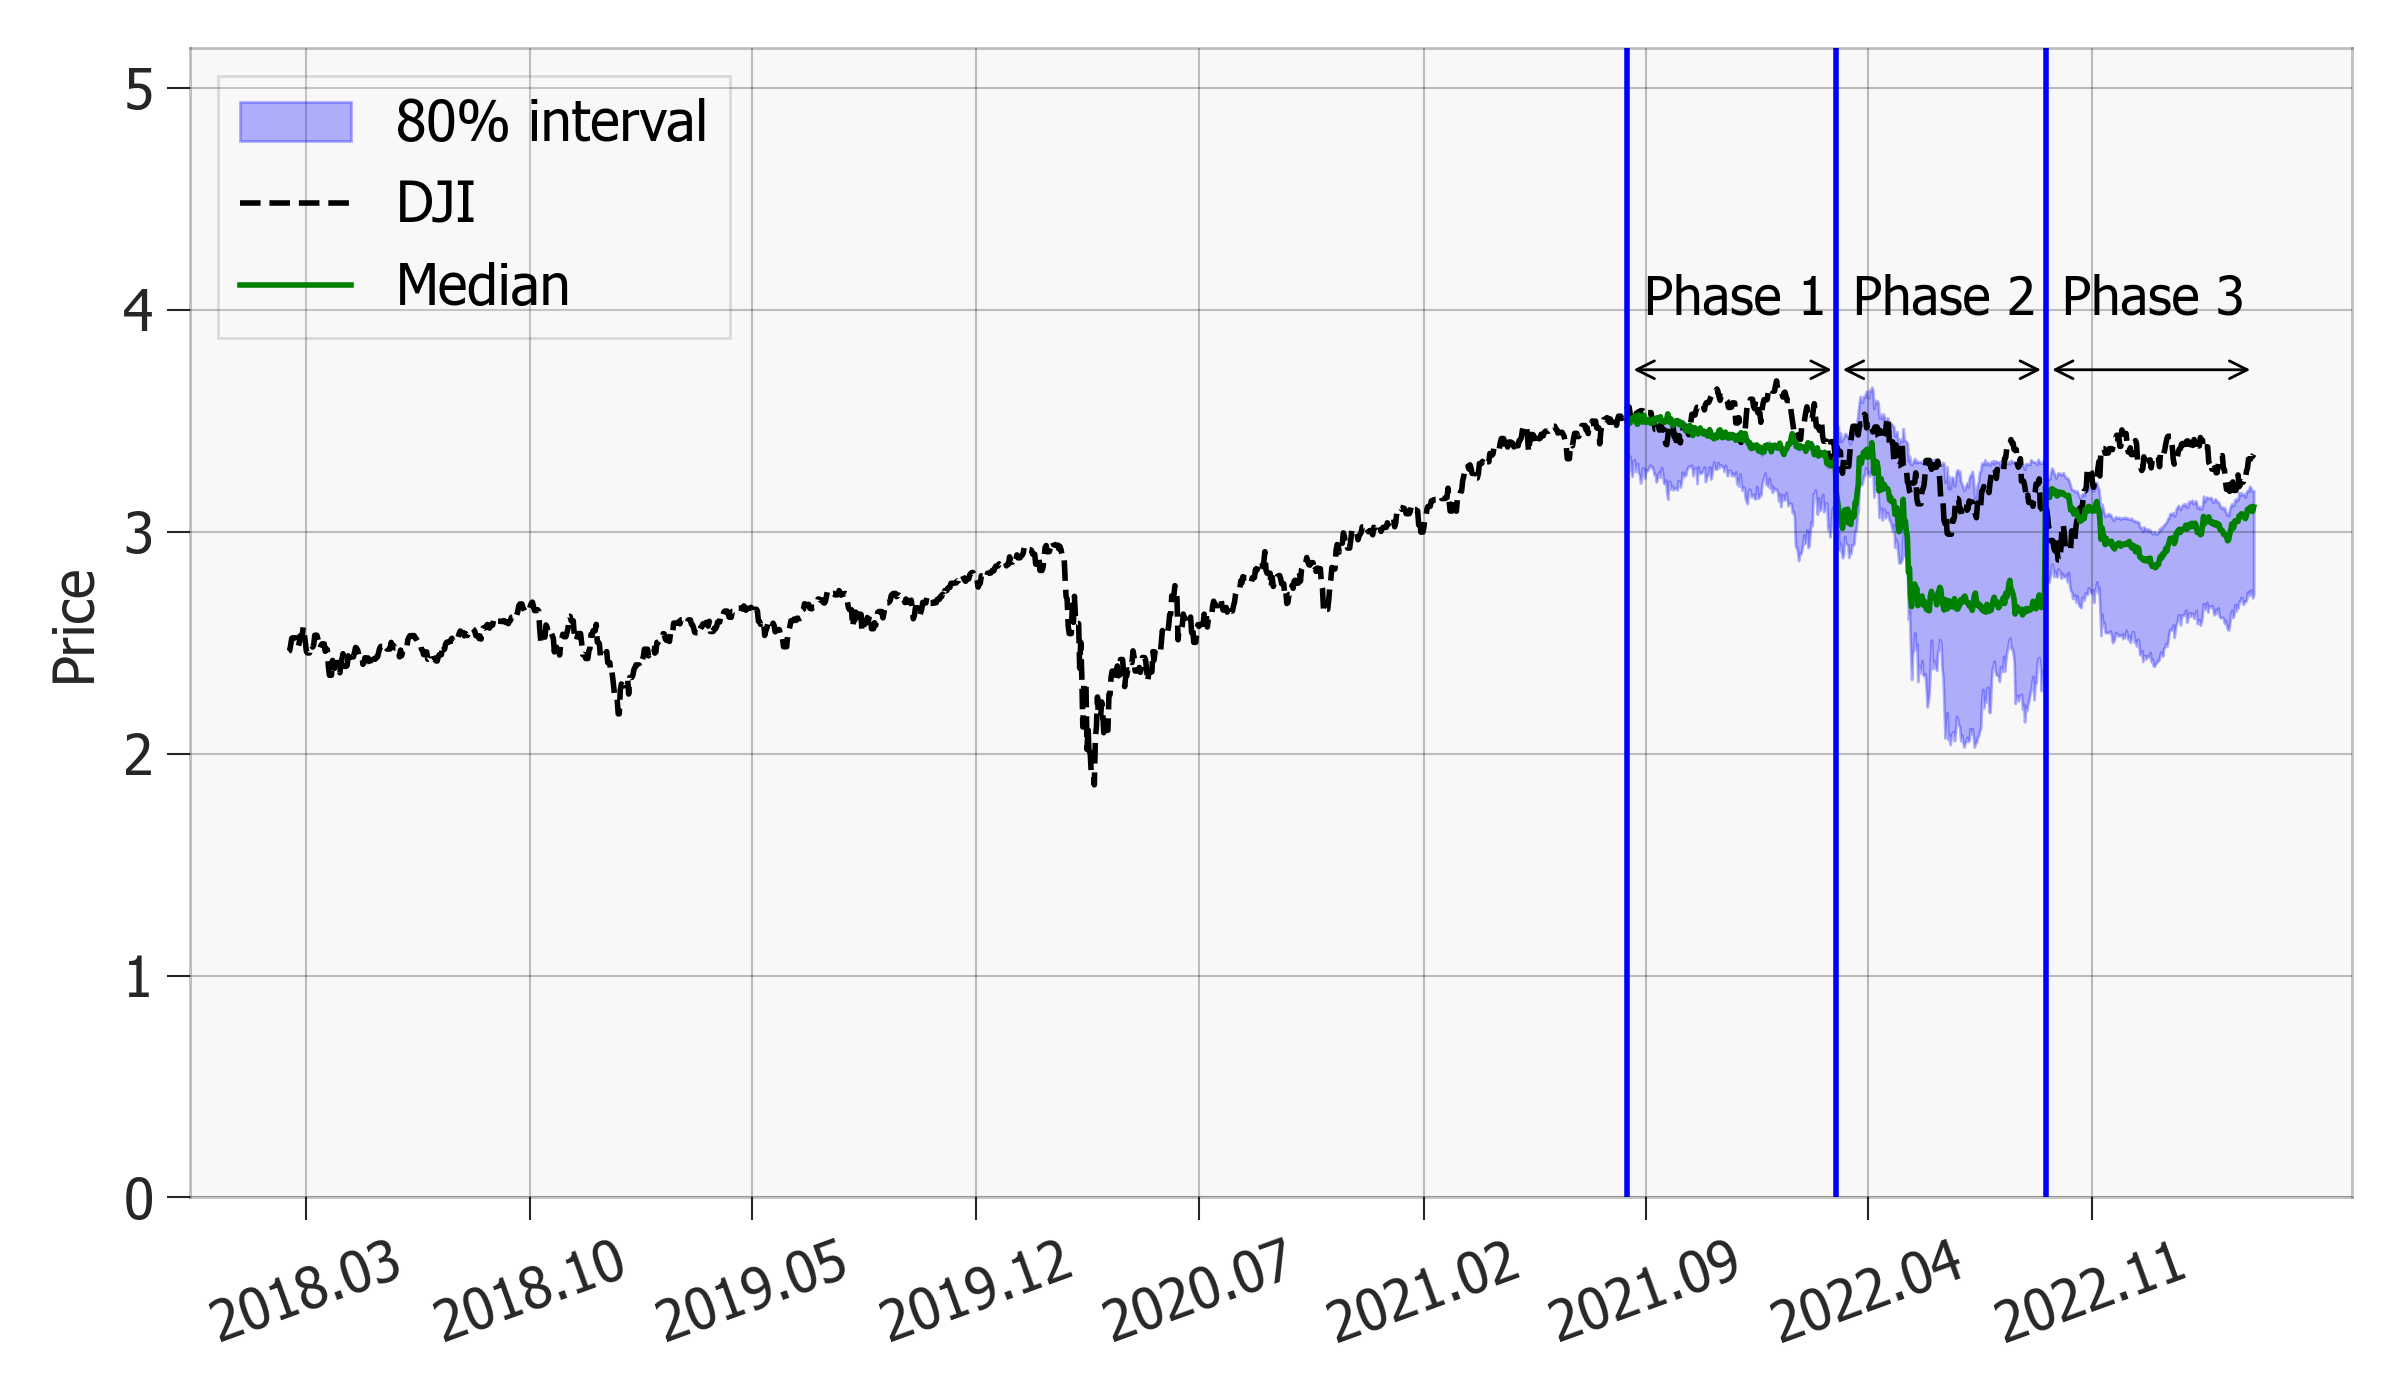 5
4
3
2
1
0
Price
80% interval
DJI
Median
Phase 1
Phase 2
Phase 3
2018.03
2018.10
2019.05
2019.12
2020.07
2021.02
2021.09
2022.04
2022.11